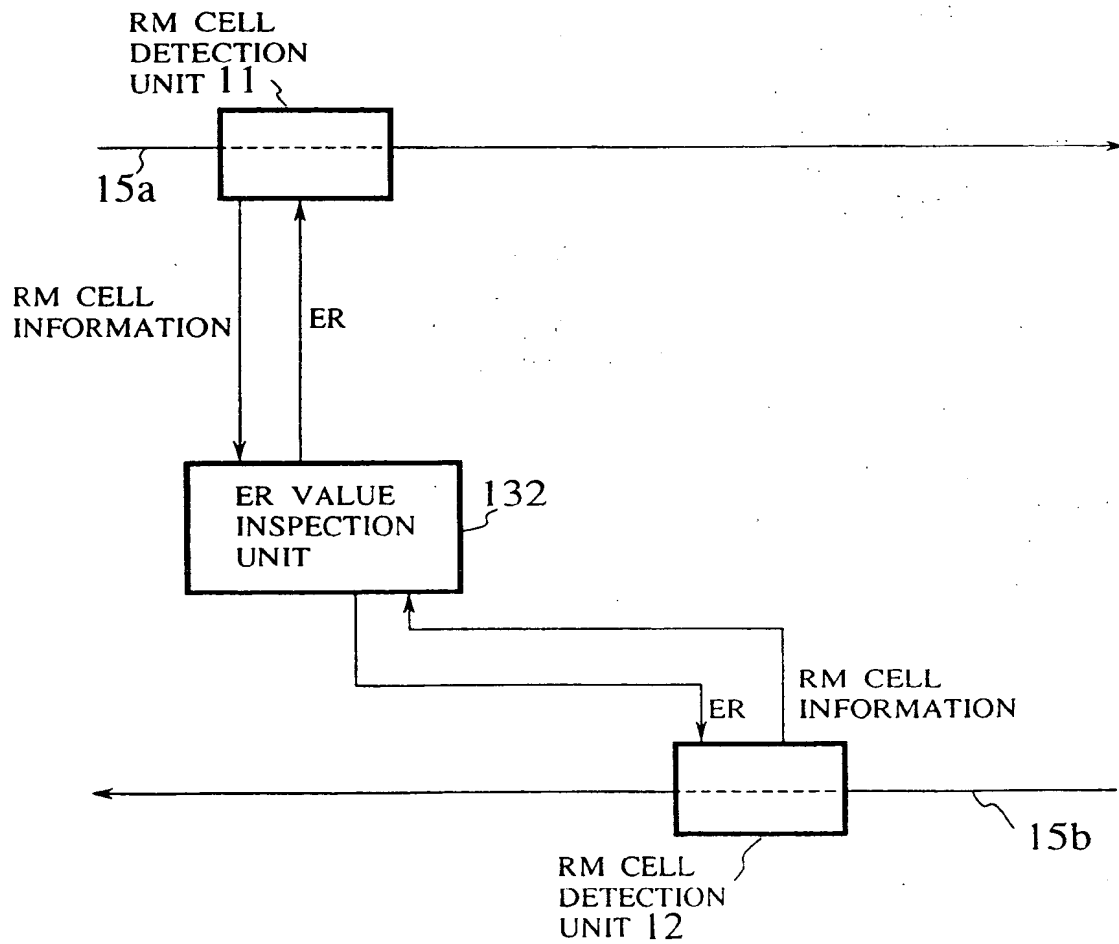 RM CELL
DETECTION
UNIT 11
15a
RM CELL
INFORMATION
ER
ER VALUE
INSPECTION
UNIT
132
ER
RM CELL
INFORMATION
15b
RM CELL
DETECTION
UNIT 12